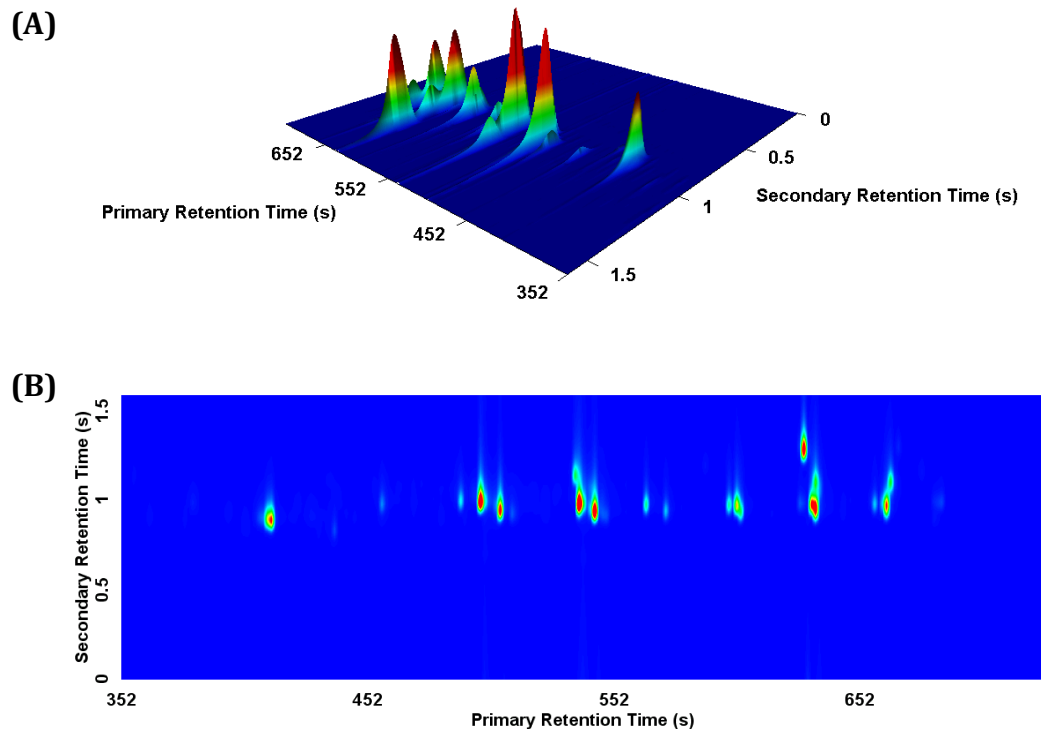 (A)
0
0.5
1
1.5
Secondary Retention Time (s)
652
552
452
352
Primary Retention Time (s)
(B)
Secondary Retention Time (s)
1.5
1
0.5
0
352
452
552
652
Primary Retention Time (s)